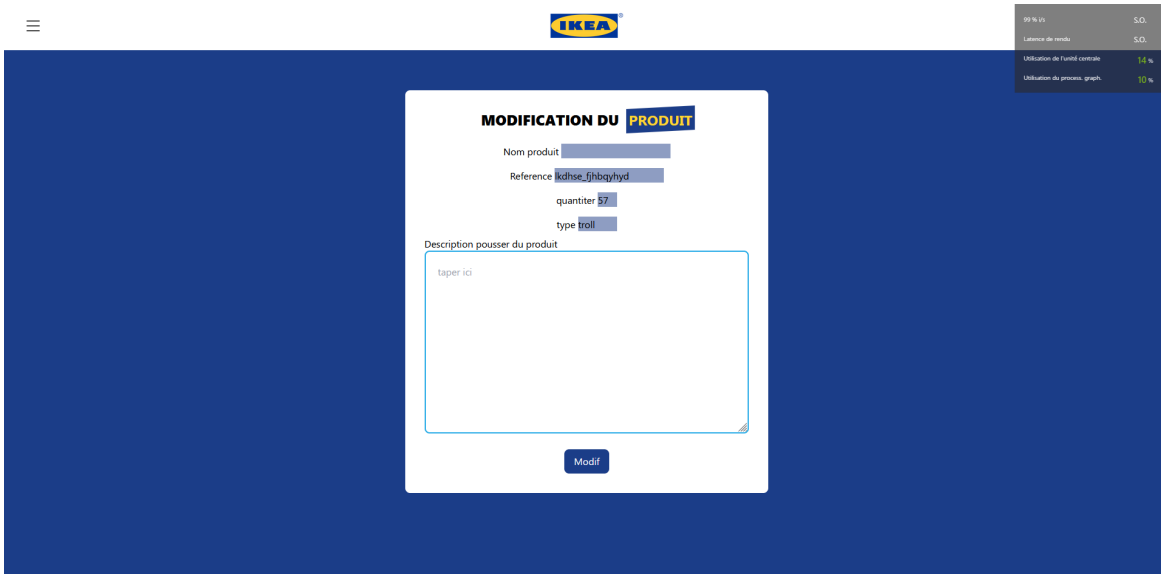 IKEA®
99 % i/s S.O.
Latence de rendu S.O.
Utilisation de l'unité centrale 14 %
Utilisation du process. graph. 10 %
MODIFICATION DU PRODUIT
Nom produit
Reference lkdhse_fjhbqyhyd
quantiter 57
type troll
Description pousser du produit
taper ici
Modif